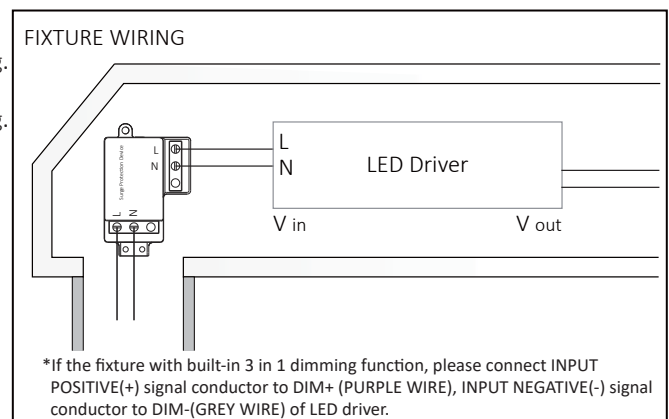 g.
g.
FIXTURE WIRING
Surge-Protection Device
L
N
L
N
L
N
LED Driver
V in
V out
*If the fixture with built-in 3 in 1 dimming function, please connect INPUT
POSITIVE(+) signal conductor to DIM+ (PURPLE WIRE), INPUT NEGATIVE(-) signal
conductor to DIM-(GREY WIRE) of LED driver.